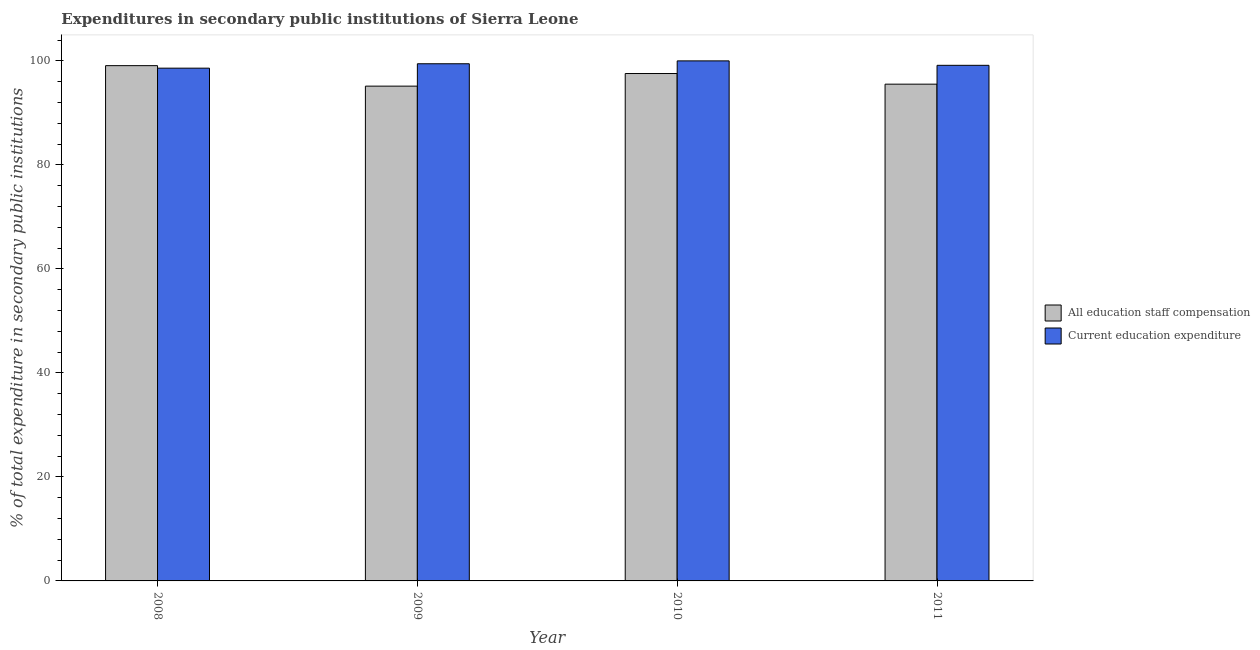 Expenditures in secondary public institutions of Sierra Leone
% of total expenditure in secondary public institutions
100
80
60
40
20
0
2008
2009
2010
2011
Year
All education staff compensation
Current education expenditure